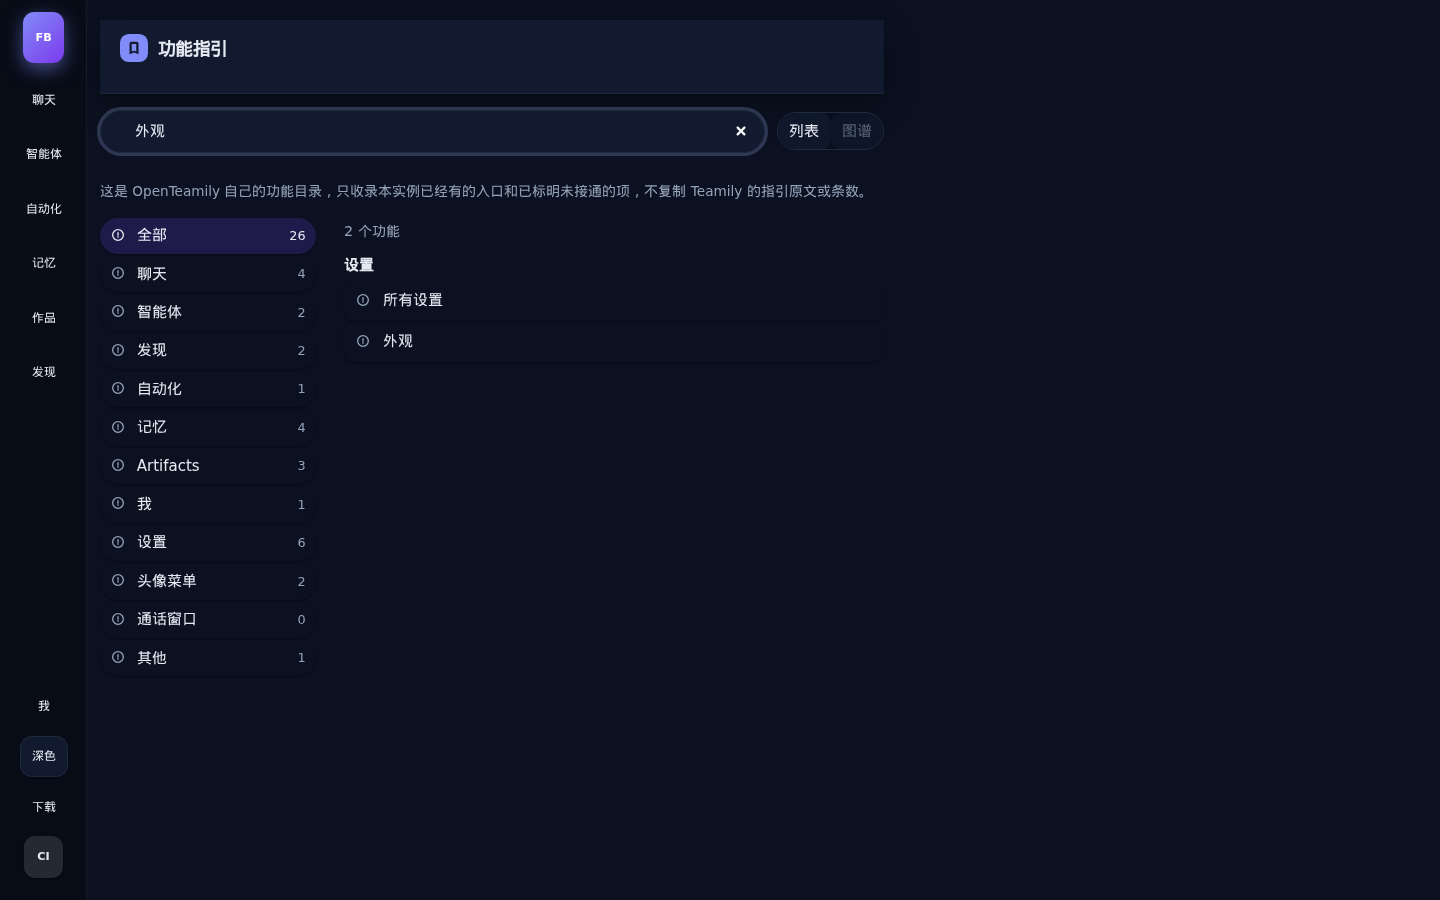 FB
聊天
智能体
自动化
记忆
作品
发现
我
深色
下载
CI
功能指引
外观
列表
图谱
这是 OpenTeamily 自己的功能目录，只收录本实例已经有的入口和已标明未接通的项，不复制 Teamily 的指引原文或条数。
全部 26
聊天 4
智能体 2
发现 2
自动化 1
记忆 4
Artifacts 3
我 1
设置 6
头像菜单 2
通话窗口 0
其他 1
2 个功能
设置
所有设置
外观